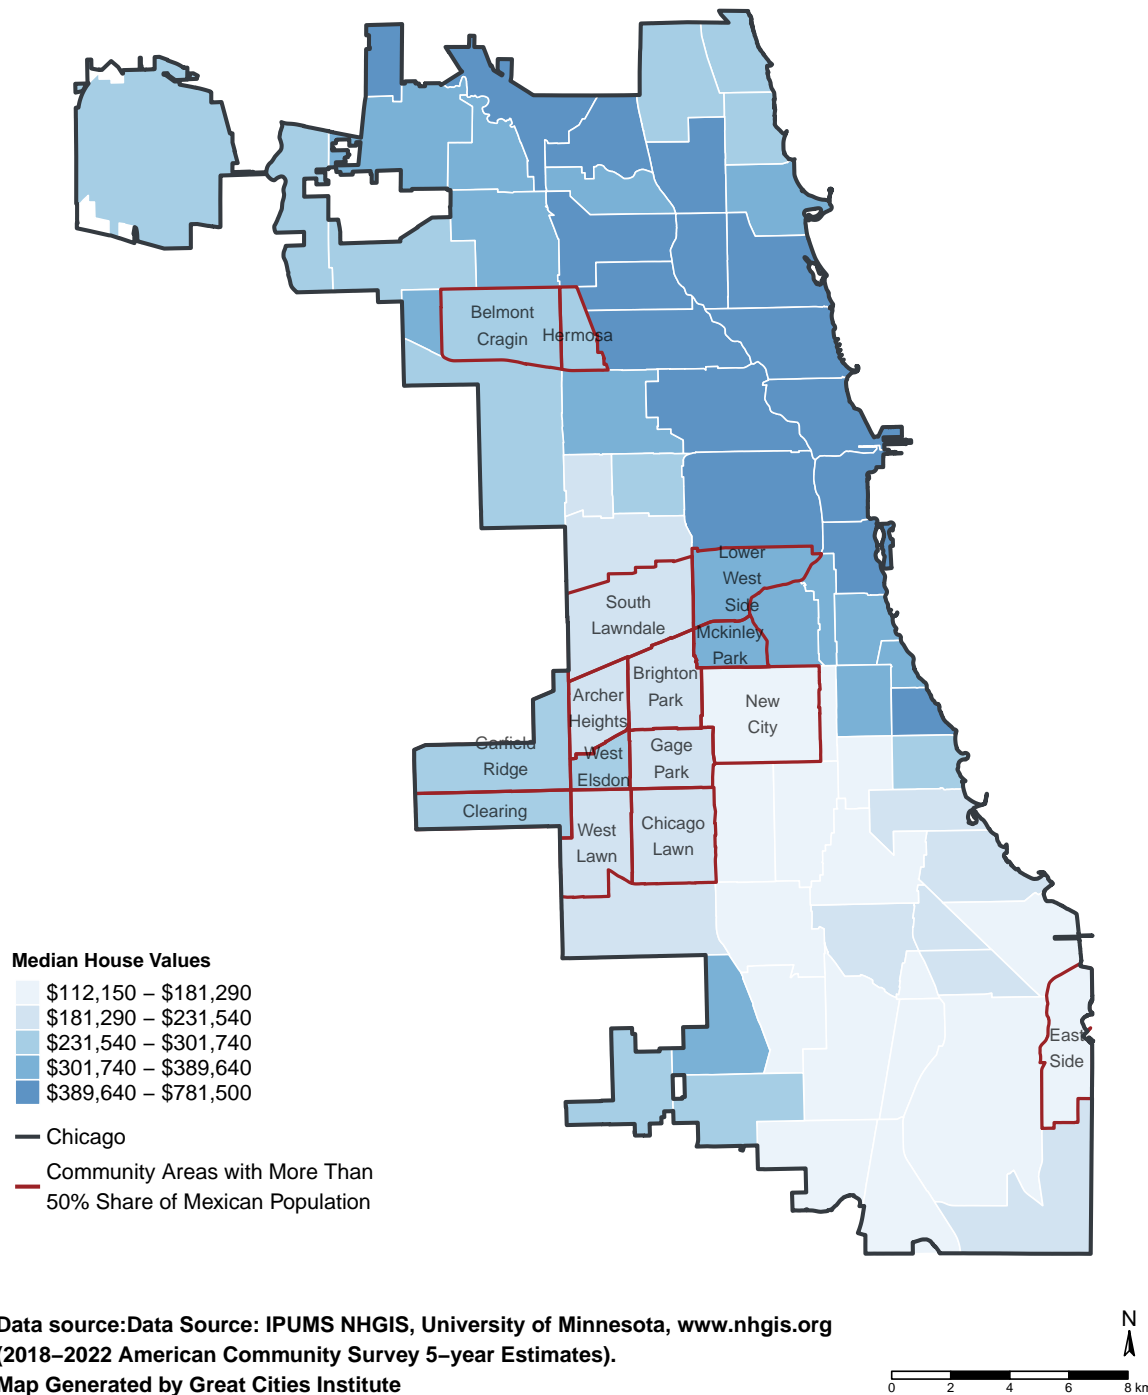 Belmont
Cragin
Hermosa
Lower
West
Side
South
Lawndale
Mckinley
Park
Brighton
Park
Archer
Heights
New
City
Garfield
Ridge
West
Elsdon
Gage
Park
Clearing
West
Lawn
Chicago
Lawn
East
Side
Median House Values
$112,150 – $181,290
$181,290 – $231,540
$231,540 – $301,740
$301,740 – $389,640
$389,640 – $781,500
Chicago
Community Areas with More Than
50% Share of Mexican Population
Data source:Data Source: IPUMS NHGIS, University of Minnesota, www.nhgis.org
(2018–2022 American Community Survey 5–year Estimates).
Map Generated by Great Cities Institute
N
0 2 4 6 8 km